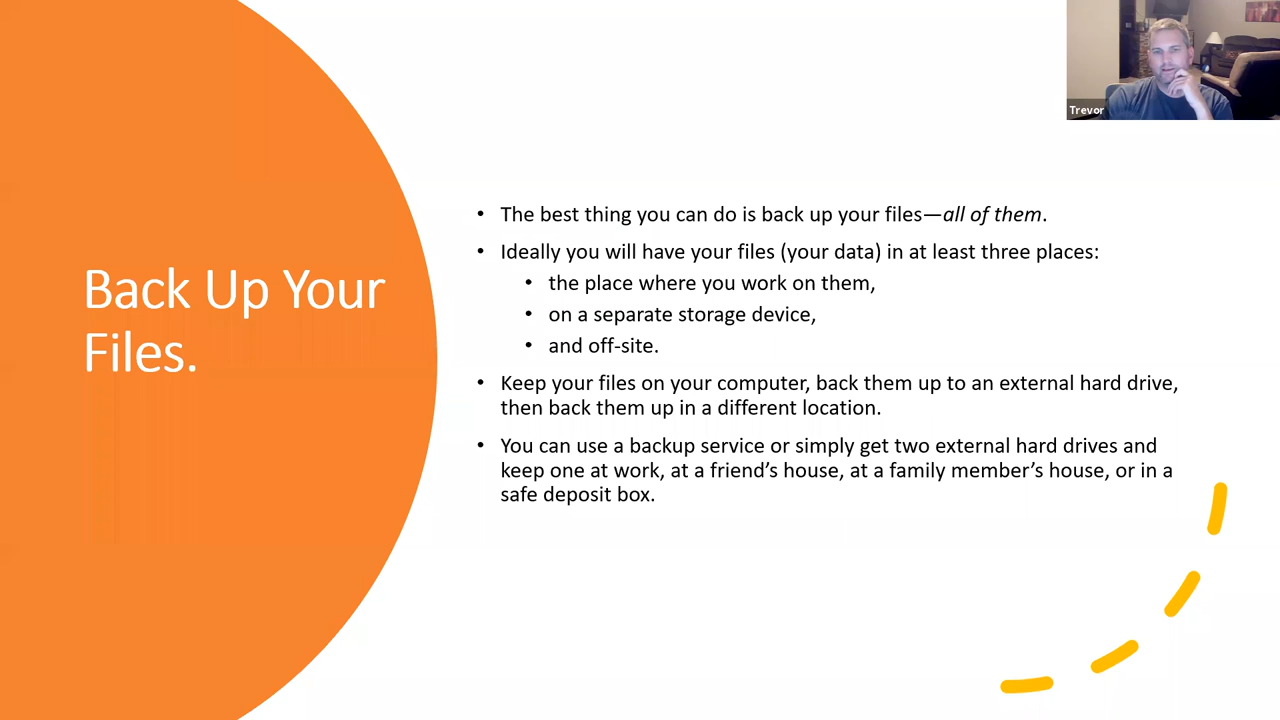 Trevor
Back Up Your
Files.
• The best thing you can do is back up your files—all of them.
• Ideally you will have your files (your data) in at least three places:
• the place where you work on them,
• on a separate storage device,
• and off-site.
• Keep your files on your computer, back them up to an external hard drive,
then back them up in a different location.
• You can use a backup service or simply get two external hard drives and
keep one at work, at a friend’s house, at a family member’s house, or in a
safe deposit box.